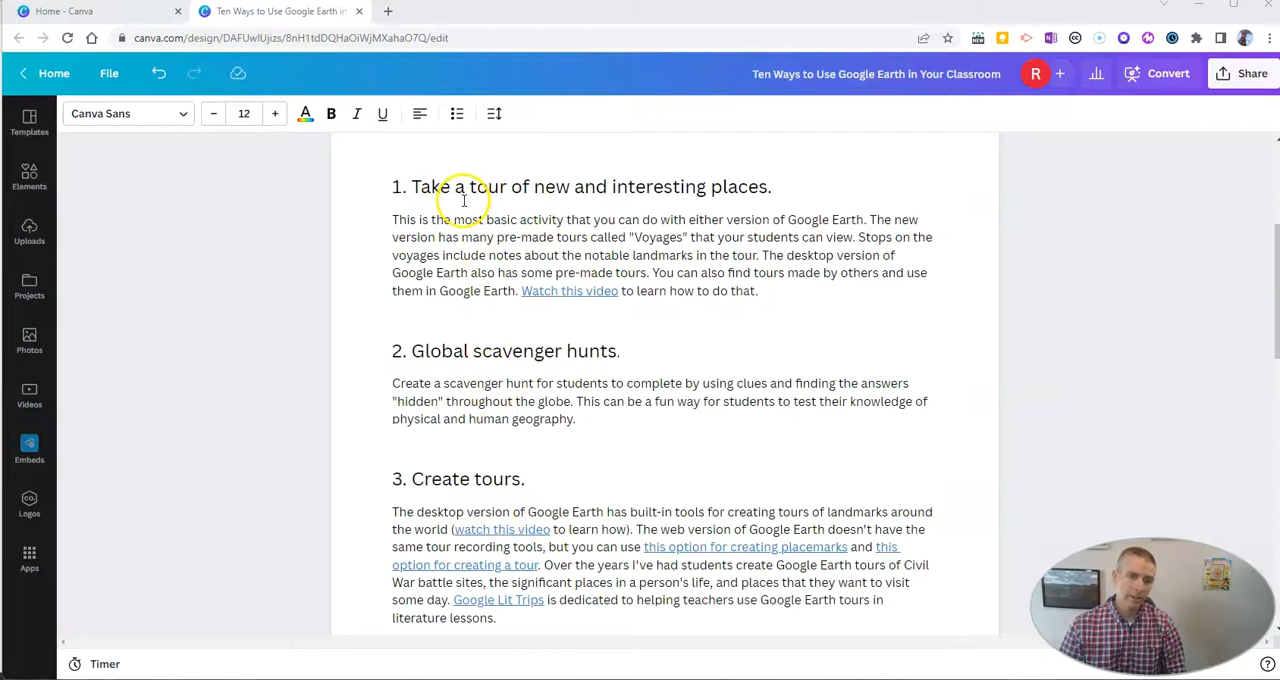 Home - Canva
Ten Ways to Use Google Earth in
canva.com/design/DAFUwIUjizs/8nH1tdDQHaOiWjMXahaO7Q/edit
Home
File
Ten Ways to Use Google Earth in Your Classroom
R
Convert
Share
Canva Sans
12
A
B
I
U
Templates
Elements
Uploads
Projects
Photos
Videos
Embeds
CO.
Logos
Apps
1. Take a tour of new and interesting places.
This is the most basic activity that you can do with either version of Google Earth. The new
version has many pre-made tours called "Voyages" that your students can view. Stops on the
voyages include notes about the notable landmarks in the tour. The desktop version of
Google Earth also has some pre-made tours. You can also find tours made by others and use
them in Google Earth. Watch this video to learn how to do that.
2. Global scavenger hunts.
Create a scavenger hunt for students to complete by using clues and finding the answers
"hidden" throughout the globe. This can be a fun way for students to test their knowledge of
physical and human geography.
3. Create tours.
The desktop version of Google Earth has built-in tools for creating tours of landmarks around
the world (watch this video to learn how). The web version of Google Earth doesn't have the
same tour recording tools, but you can use this option for creating placemarks and this
option for creating a tour. Over the years I've had students create Google Earth tours of Civil
War battle sites, the significant places in a person's life, and places that they want to visit
some day. Google Lit Trips is dedicated to helping teachers use Google Earth tours in
literature lessons.
Timer